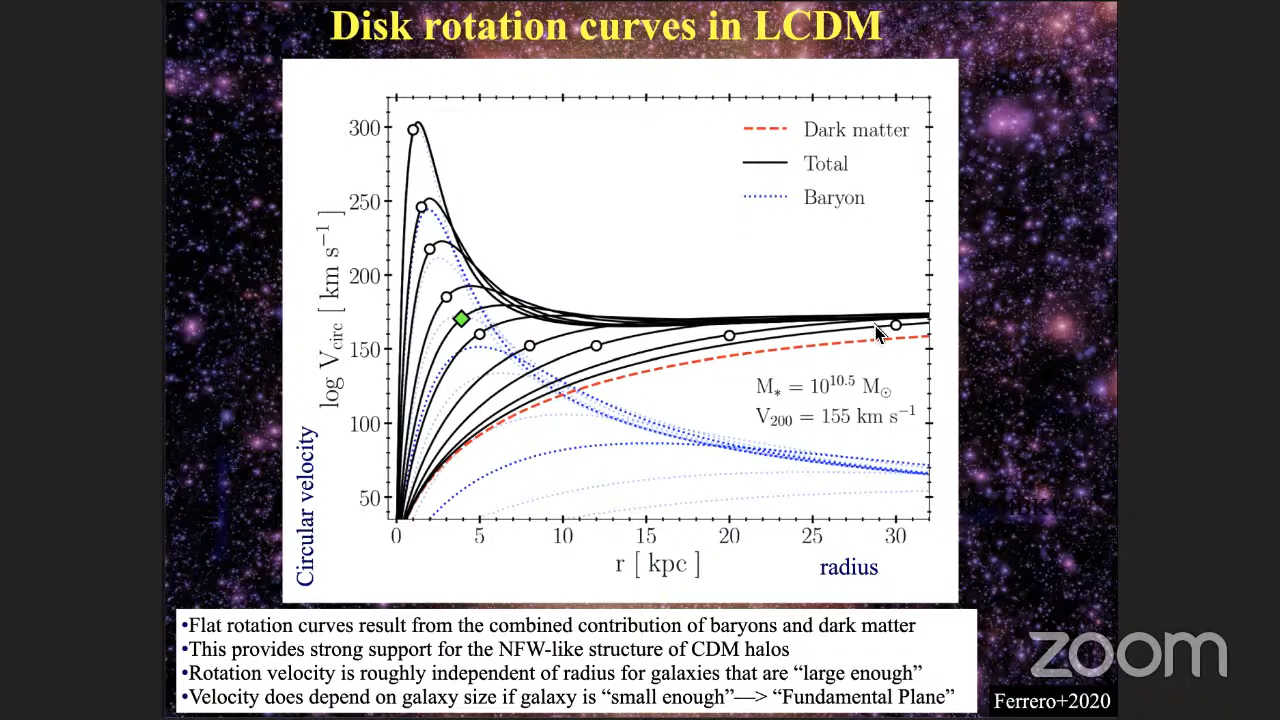 Disk rotation curves in LCDM
Dark matter
Total
Baryon
300
250
200
150
100
50
log V_circ [ km s⁻¹ ]
Circular velocity
M_* = 10^10.5 M_⊙
V_200 = 155 km s⁻¹
0 5 10 15 20 25 30
r [ kpc ]
radius
•Flat rotation curves result from the combined contribution of baryons and dark matter
•This provides strong support for the NFW-like structure of CDM halos
•Rotation velocity is roughly independent of radius for galaxies that are “large enough”
•Velocity does depend on galaxy size if galaxy is “small enough”—> “Fundamental Plane”
zoom
Ferrero+2020